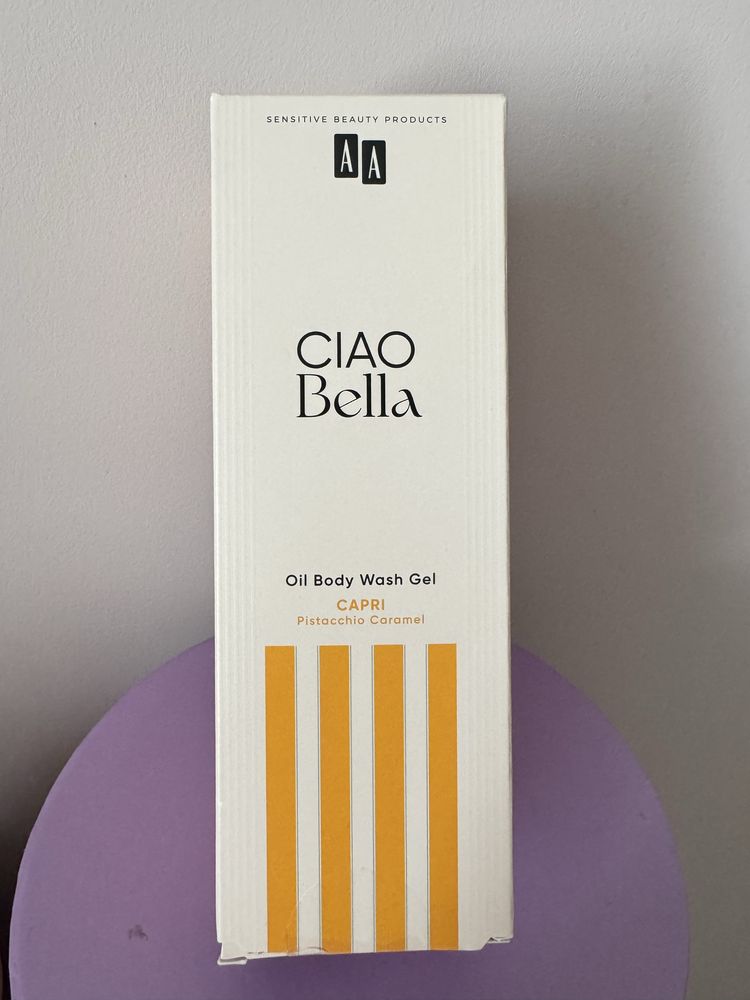 SENSITIVE BEAUTY PRODUCTS
AA
CIAO
Bella
Oil Body Wash Gel
CAPRI
Pistacchio Caramel